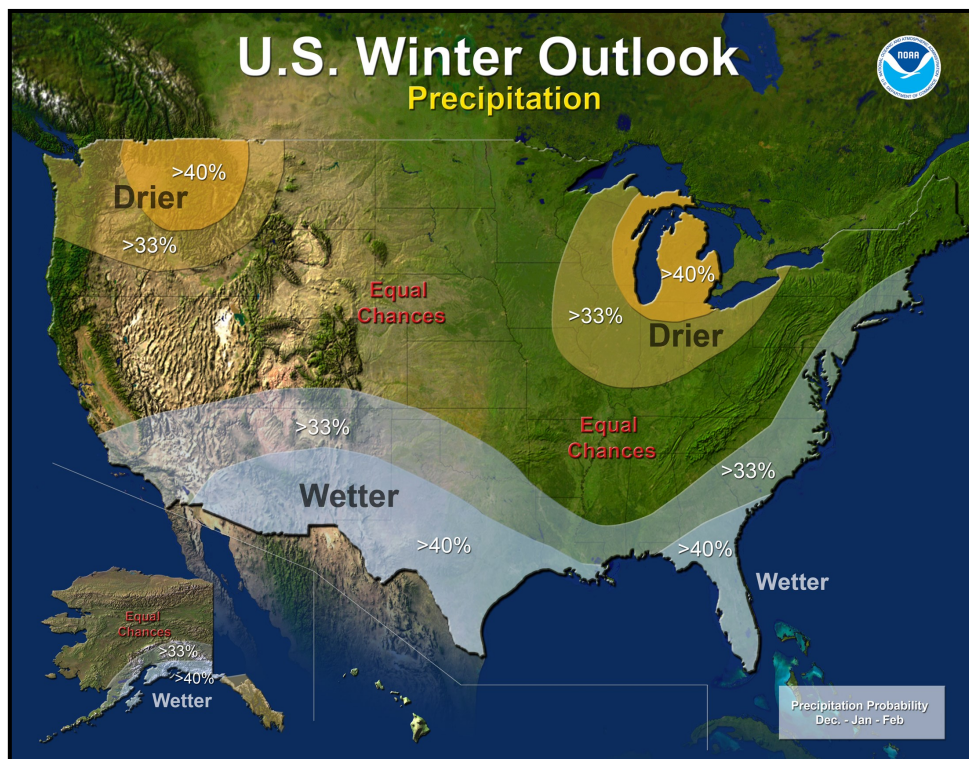 U.S. Winter Outlook
Precipitation
NOAA
>40%
Drier
>33%
Equal
Chances
>40%
>33%
Drier
>33%
Equal
Chances
>33%
Wetter
>40%
>40%
Wetter
Equal
Chances
>33%
>40%
Wetter
Precipitation Probability
Dec. - Jan - Feb